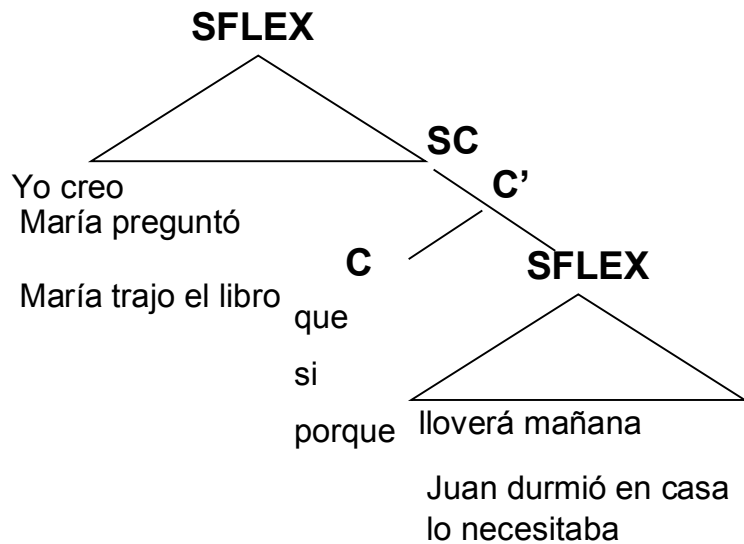 SFLEX
SC
C’
Yo creo
María preguntó
C
SFLEX
María trajo el libro
que
si
porque
lloverá mañana
Juan durmió en casa
lo necesitaba